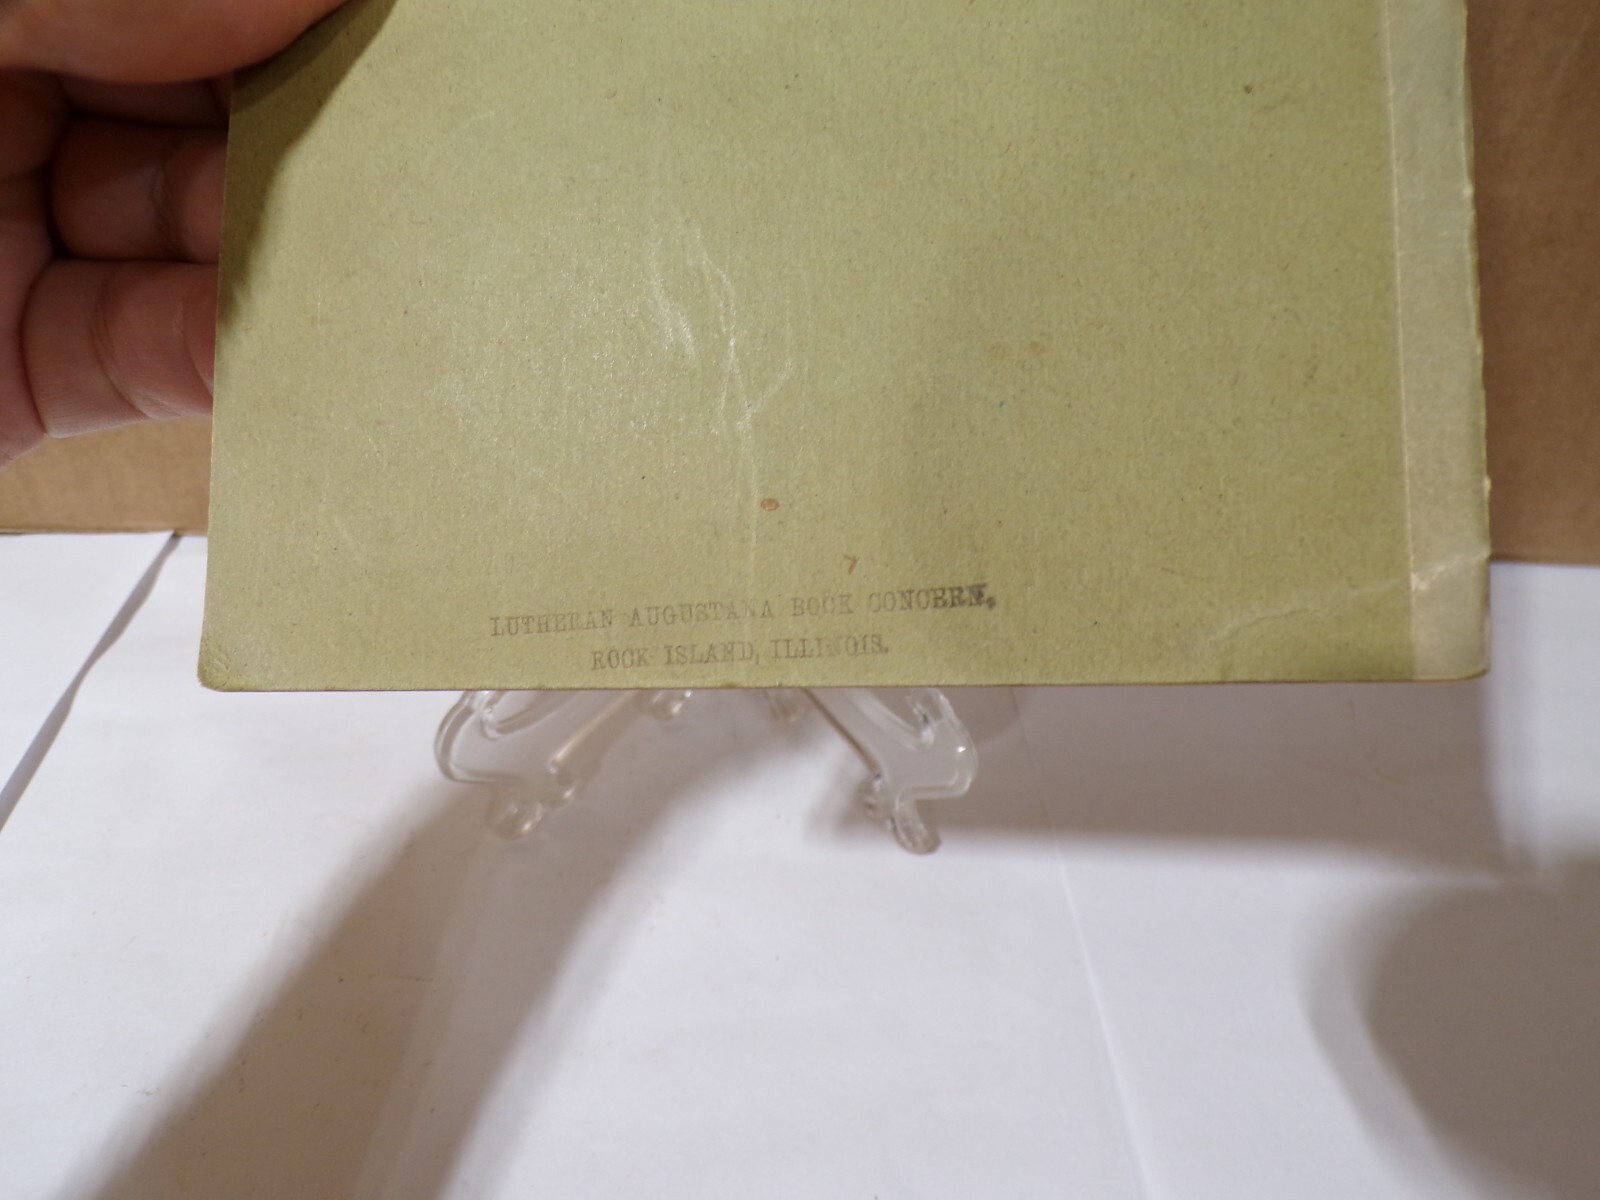 LUTHERAN AUGUSTANA BOOK CONCERN,
ROCK ISLAND, ILLINOIS.